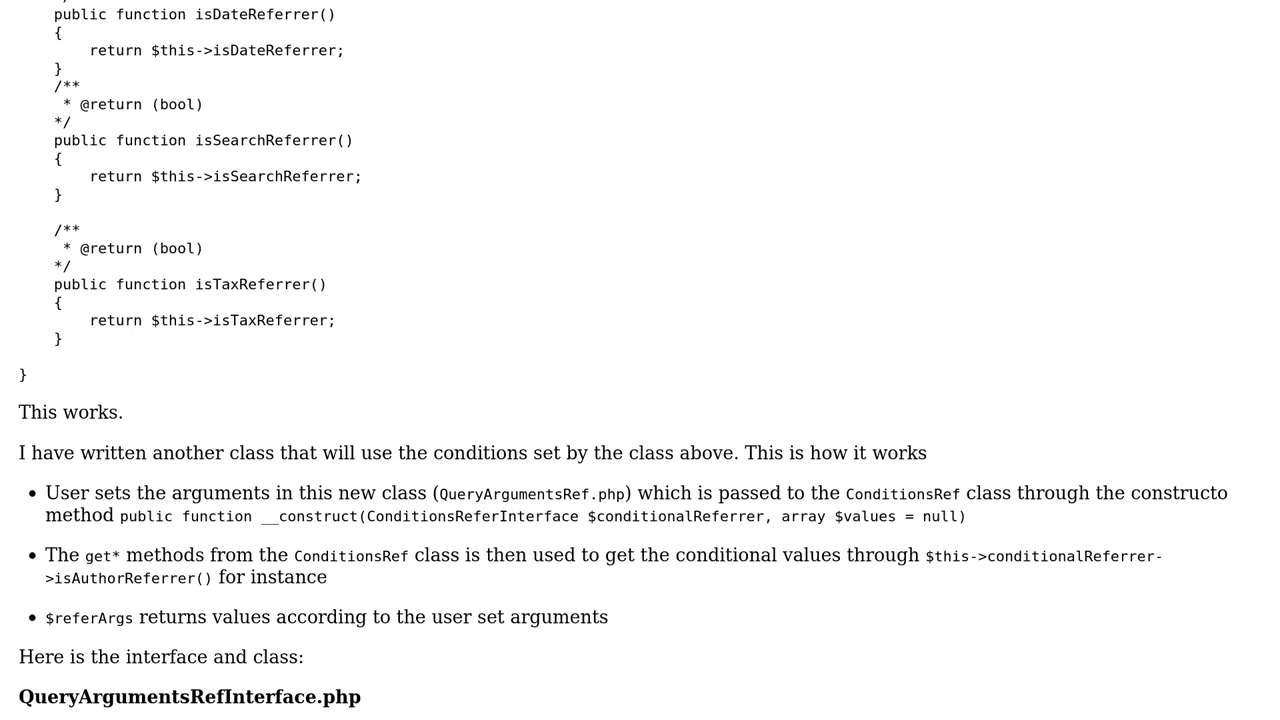 public function isDateReferrer()
{
return $this->isDateReferrer;
}
/**
* @return (bool)
*/
public function isSearchReferrer()
{
return $this->isSearchReferrer;
}
/**
* @return (bool)
*/
public function isTaxReferrer()
{
return $this->isTaxReferrer;
}
}
This works.
I have written another class that will use the conditions set by the class above. This is how it works
• User sets the arguments in this new class (QueryArgumentsRef.php) which is passed to the ConditionsRef class through the constructo
method public function __construct(ConditionsReferInterface $conditionalReferrer, array $values = null)
• The get* methods from the ConditionsRef class is then used to get the conditional values through $this->conditionalReferrer-
>isAuthorReferrer() for instance
• $referArgs returns values according to the user set arguments
Here is the interface and class:
QueryArgumentsRefInterface.php